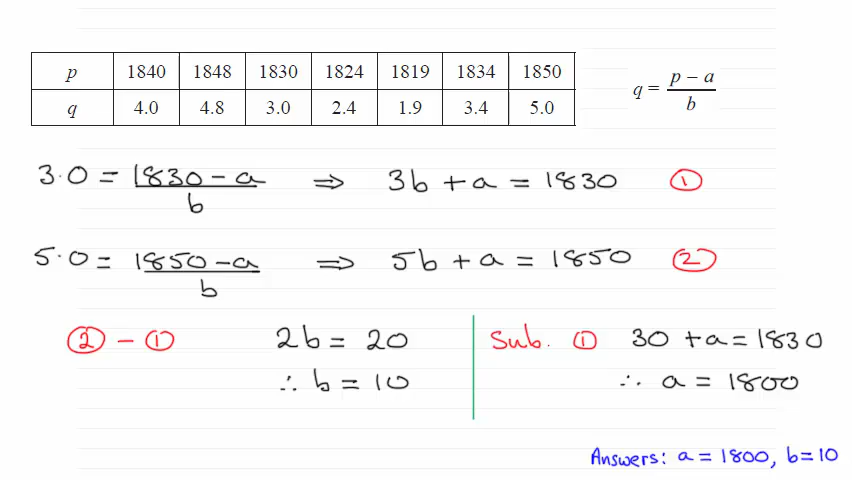 p 1840 1848 1830 1824 1819 1834 1850
q 4.0 4.8 3.0 2.4 1.9 3.4 5.0
q = (p – a) / b
3·0 = (1830 – a) / b ⇒ 3b + a = 1830 ①
5·0 = (1850 – a) / b ⇒ 5b + a = 1850 ②
② – ① 2b = 20
∴ b = 10
Sub. ① 30 + a = 1830
∴ a = 1800
Answers: a = 1800, b = 10